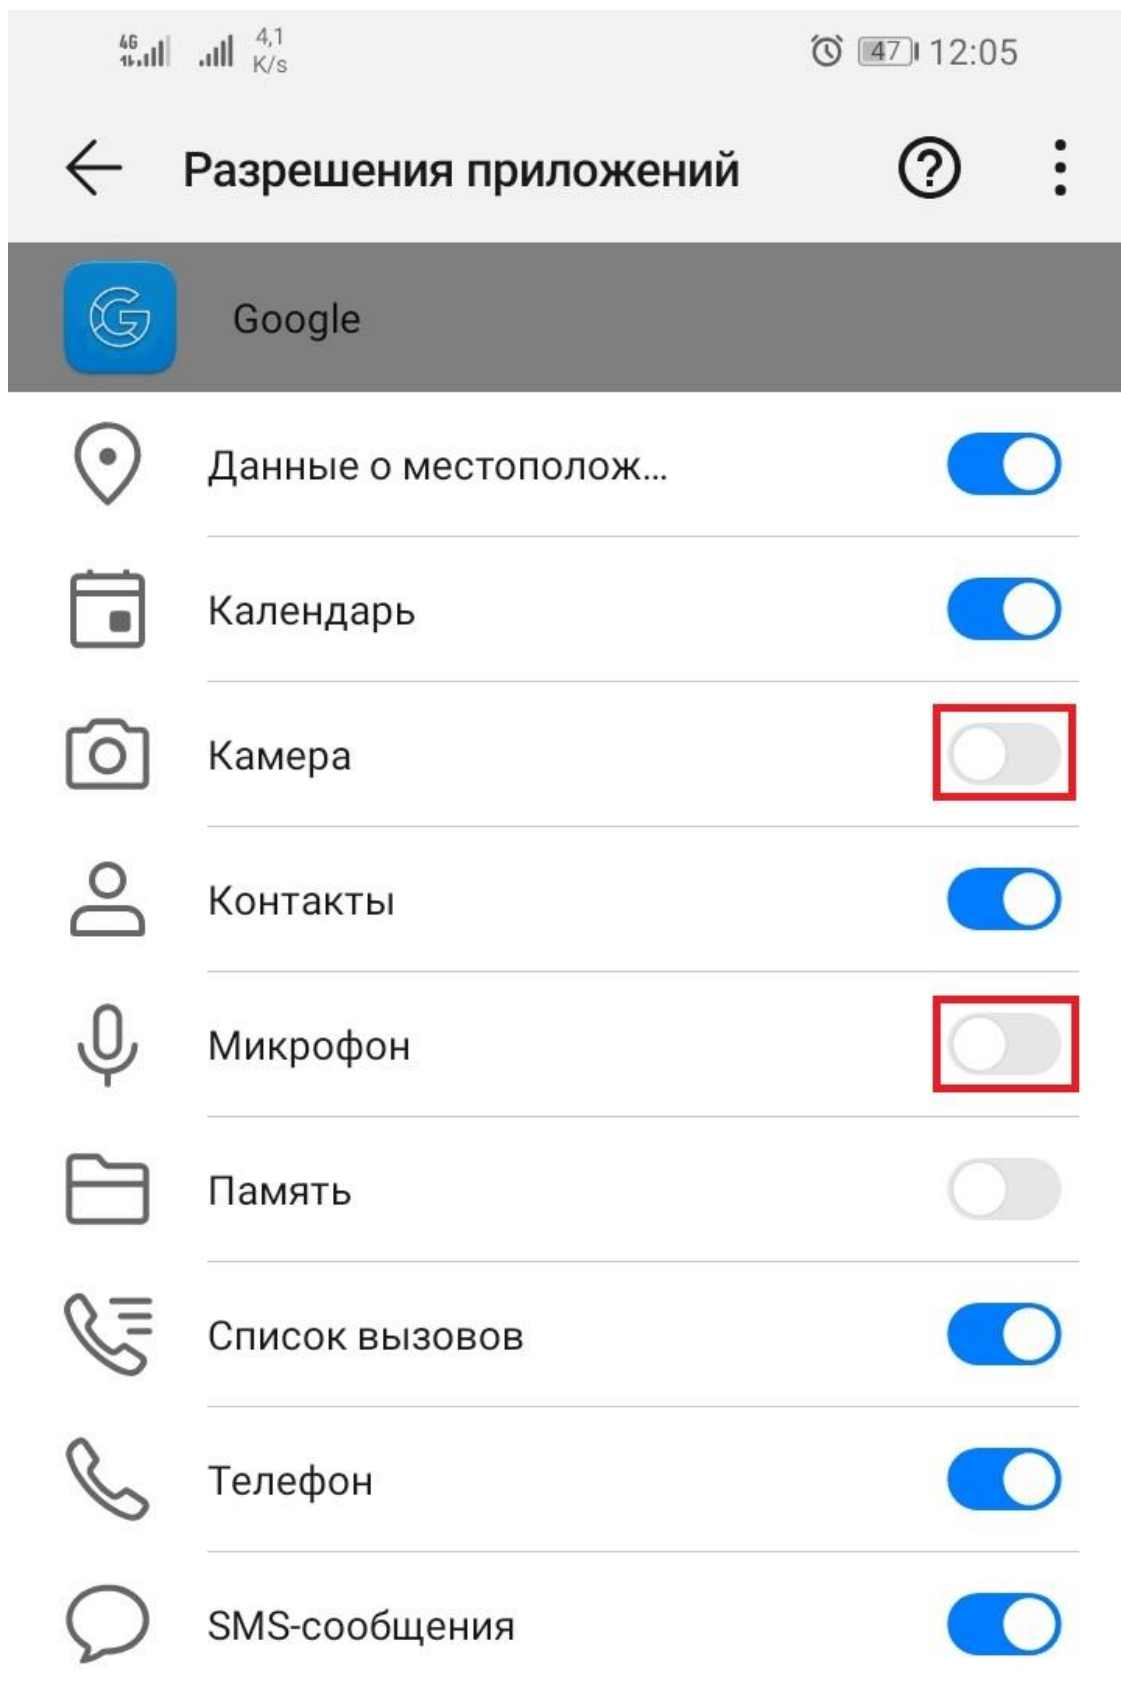 4G 4,1 K/s 47 12:05
Разрешения приложений
Google
Данные о местополож...
Календарь
Камера
Контакты
Микрофон
Память
Список вызовов
Телефон
SMS-сообщения